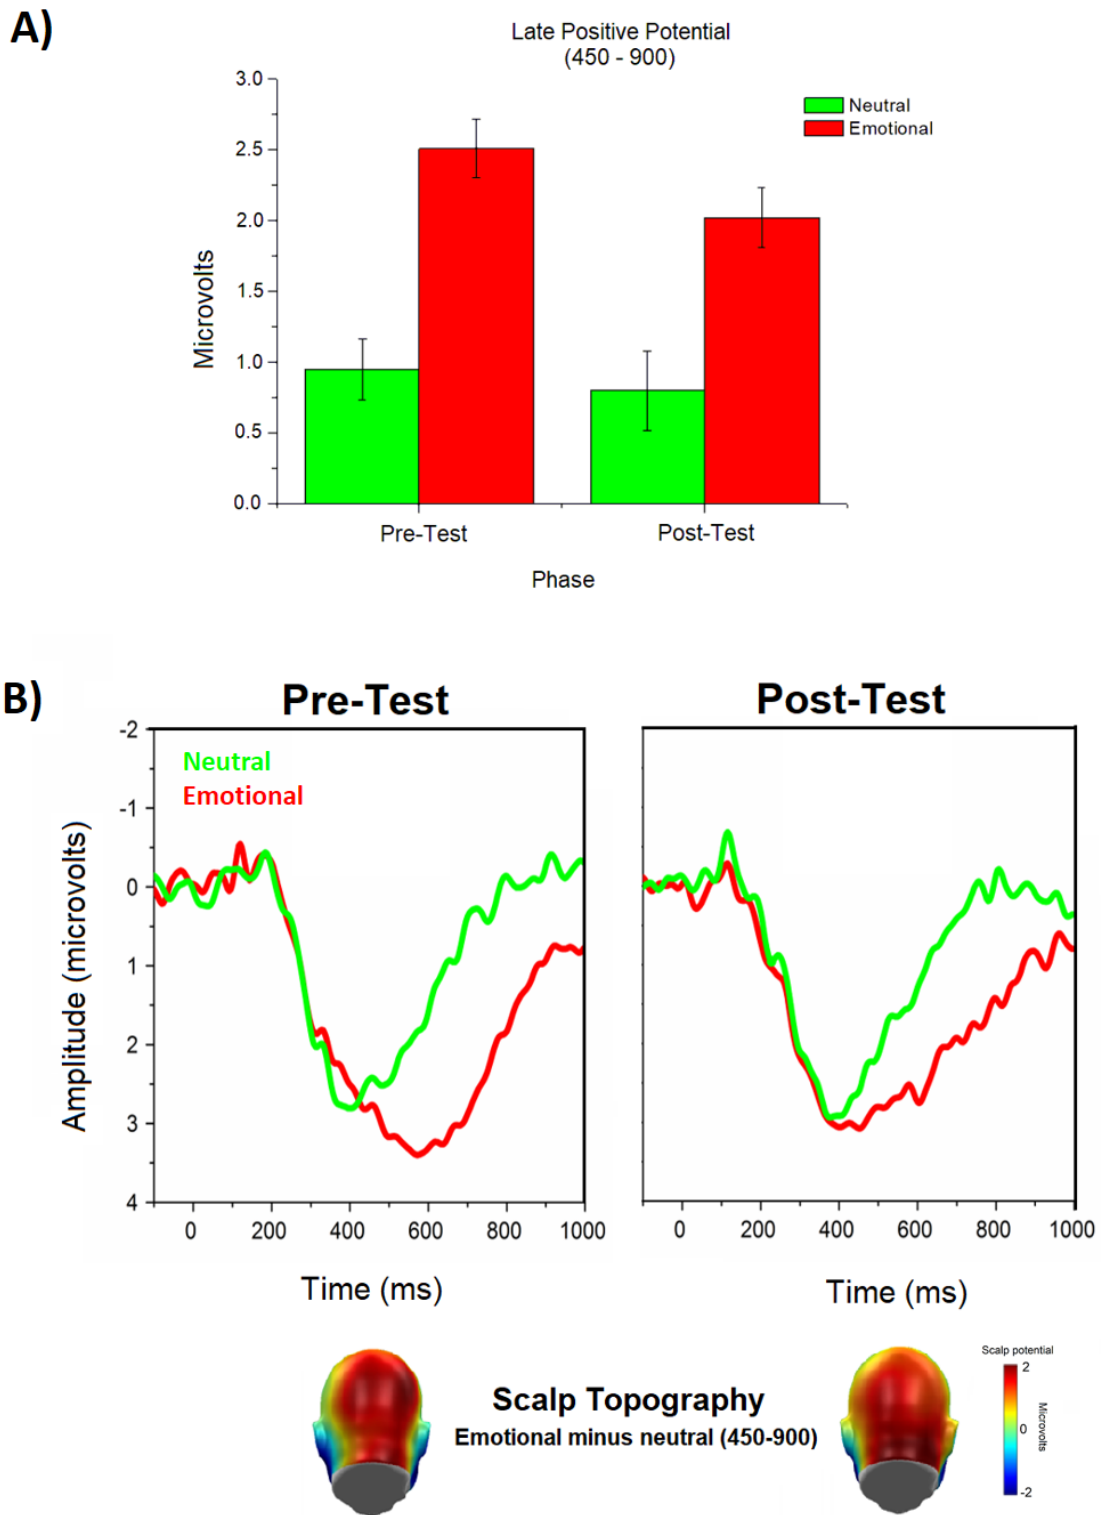 A)
Late Positive Potential
(450 - 900)
Neutral
Emotional
3.0
2.5
2.0
1.5
1.0
0.5
0.0
Microvolts
Pre-Test
Post-Test
Phase
B)
Pre-Test
Post-Test
Neutral
Emotional
-2
-1
0
1
2
3
4
Amplitude (microvolts)
0 200 400 600 800 1000
0 200 400 600 800 1000
Time (ms)
Time (ms)
Scalp Topography
Emotional minus neutral (450-900)
Scalp potential
2
0
-2
Microvolts